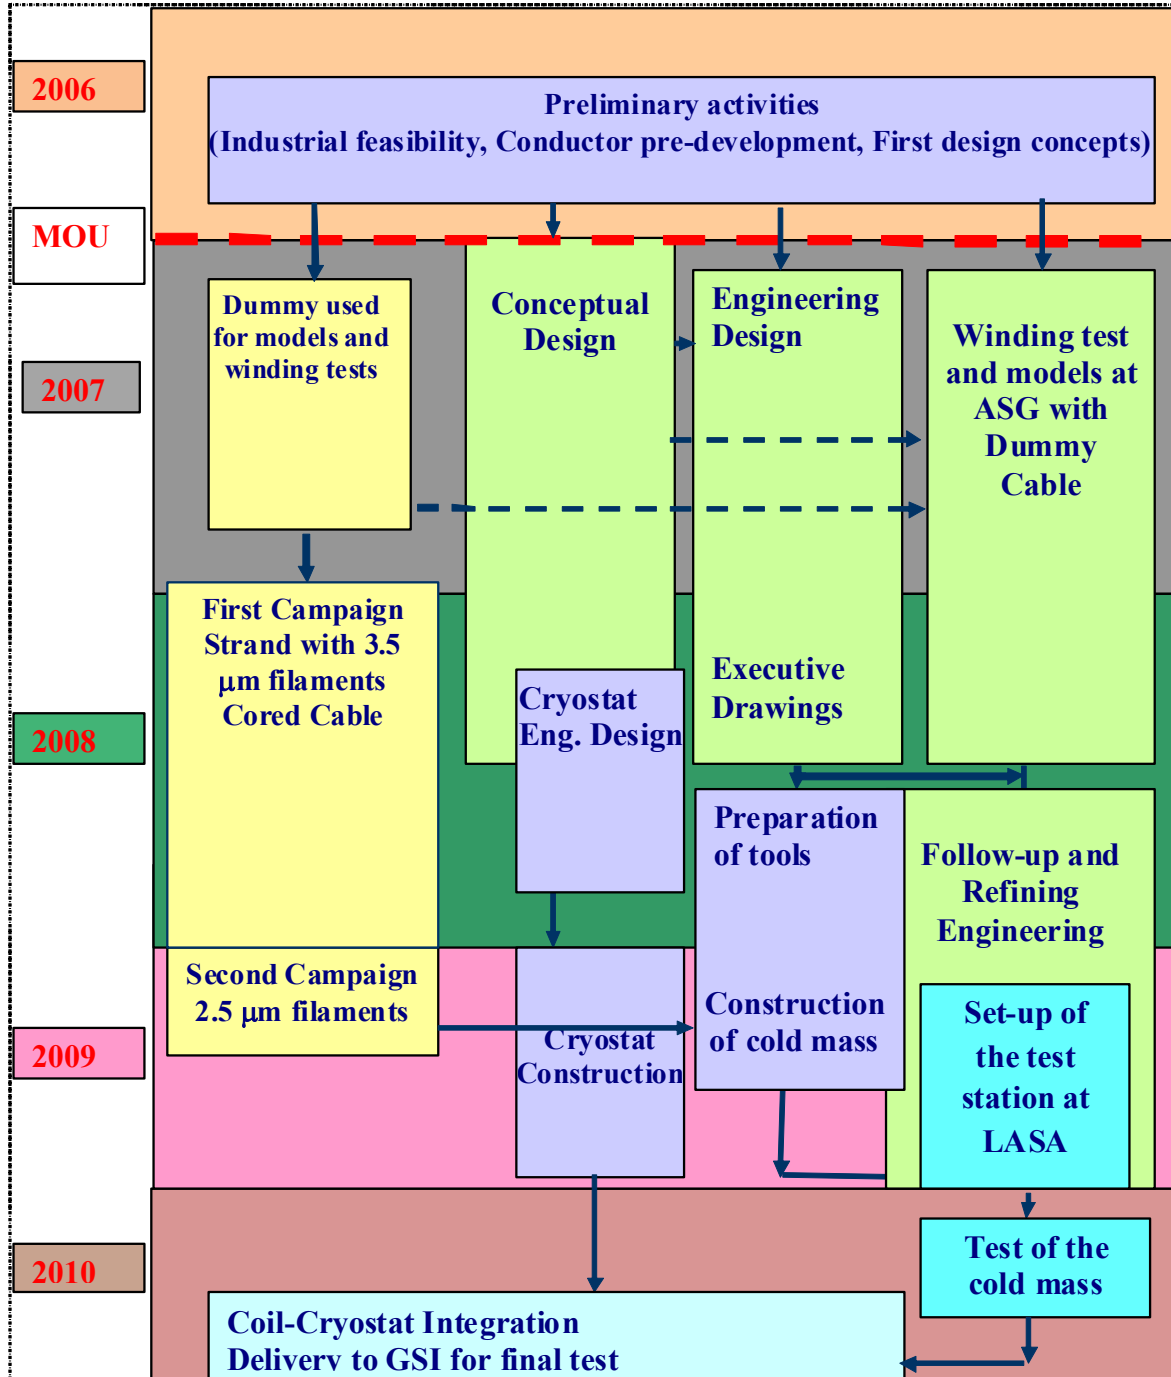 2006
Preliminary activities
(Industrial feasibility, Conductor pre-development, First design concepts)
MOU
Dummy used
for models and
winding tests
Conceptual
Design
Engineering
Design
Winding test
and models at
ASG with
Dummy
Cable
2007
First Campaign
Strand with 3.5
μm filaments
Cored Cable
Executive
Drawings
Cryostat
Eng. Design
2008
Preparation
of tools
Follow-up and
Refining
Engineering
Second Campaign
2.5 μm filaments
Construction
of cold mass
Set-up of
the test
station at
LASA
2009
Cryostat
Construction
Test of the
cold mass
2010
Coil-Cryostat Integration
Delivery to GSI for final test